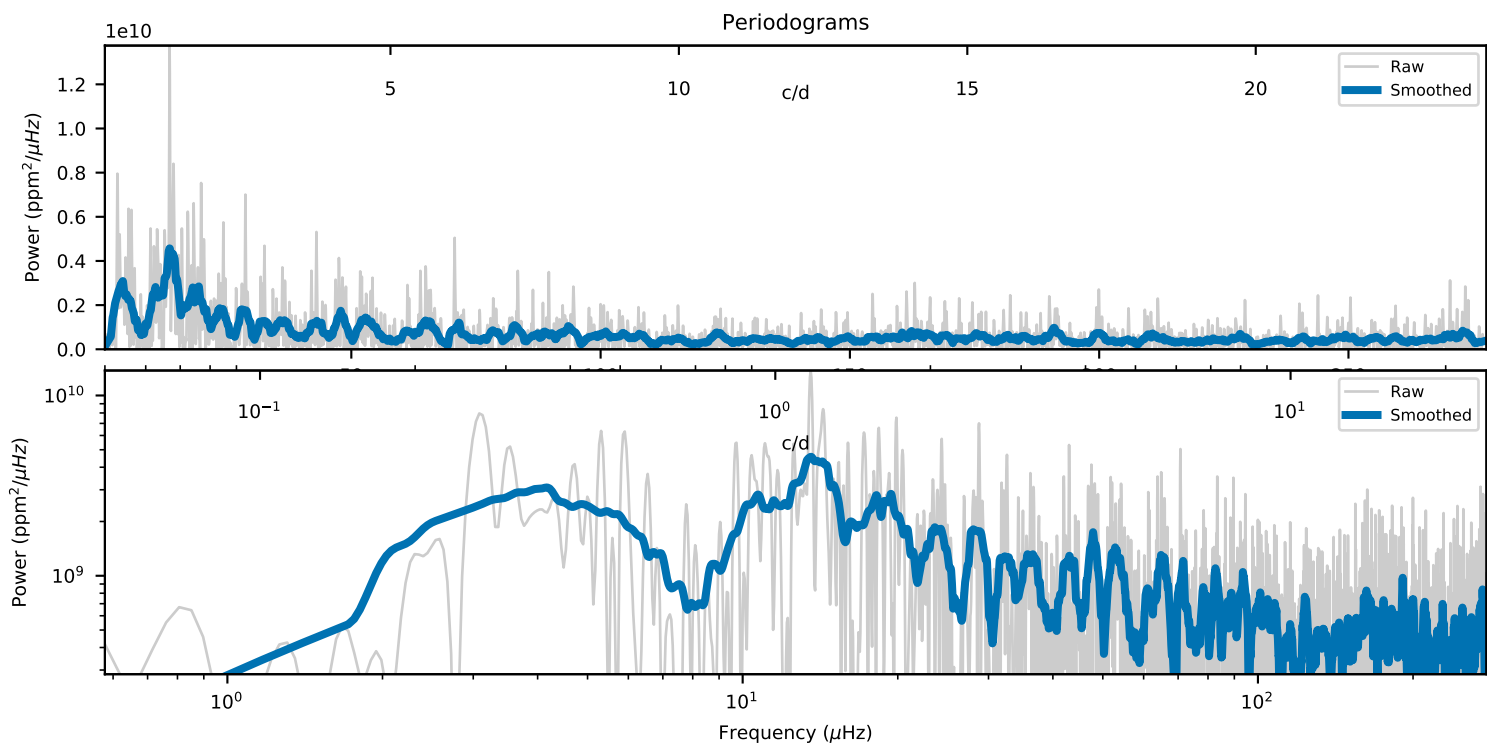 Periodograms
1e10
5 10 15 20
c/d
Raw
Smoothed
1.2
1.0
0.8
0.6
0.4
0.2
0.0
Power (ppm²/μHz)
10¹⁰
10⁹
10⁻¹ 10⁰ 10¹
c/d
Raw
Smoothed
Power (ppm²/μHz)
10⁰ 10¹ 10²
Frequency (μHz)